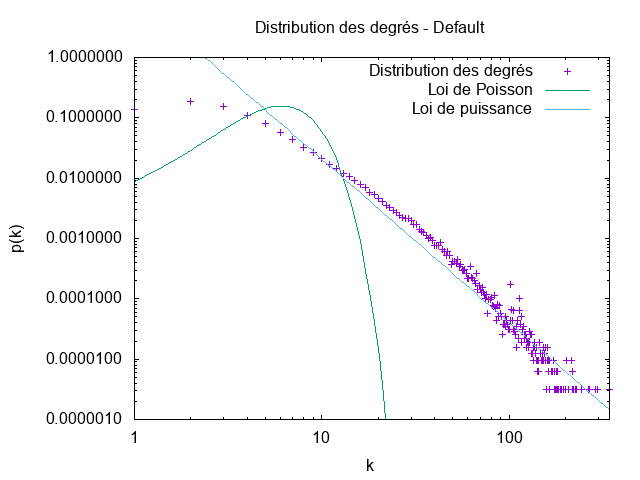 Distribution des degrés - Default
Distribution des degrés
Loi de Poisson
Loi de puissance
1.0000000
0.1000000
0.0100000
0.0010000
0.0001000
0.0000100
0.0000010
p(k)
1 10 100
k